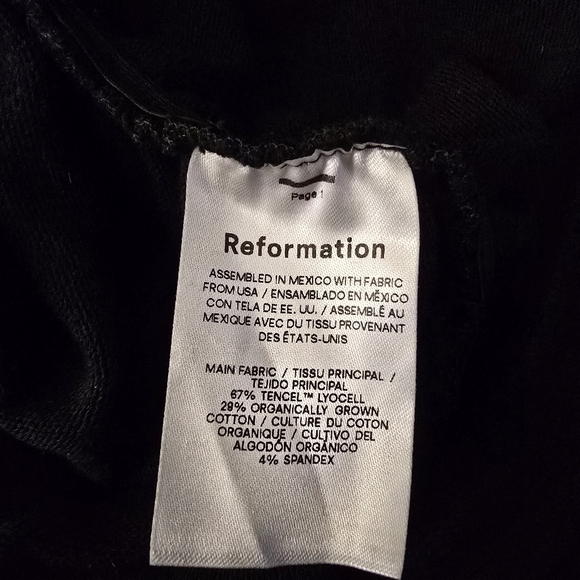 Page 1
Reformation
ASSEMBLED IN MEXICO WITH FABRIC
FROM USA / ENSAMBLADO EN MÉXICO
CON TELA DE EE. UU. / ASSEMBLÉ AU
MEXIQUE AVEC DU TISSU PROVENANT
DES ÉTATS-UNIS
MAIN FABRIC / TISSU PRINCIPAL /
TEJIDO PRINCIPAL
67% TENCEL™ LYOCELL
29% ORGANICALLY GROWN
COTTON / CULTURE DU COTON
ORGANIQUE / CULTIVO DEL
ALGODÓN ORGÁNICO
4% SPANDEX